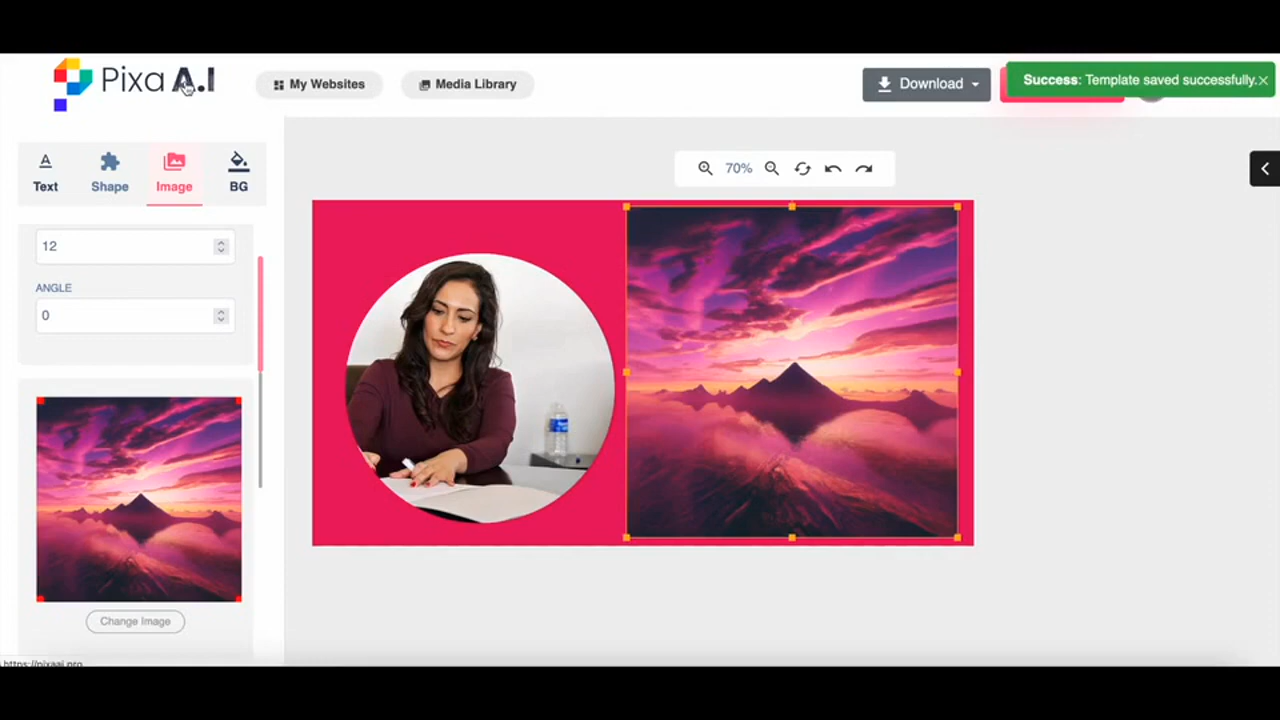 Pixa A.I
My Websites
Media Library
Download
Success: Template saved successfully.
Text
Shape
Image
BG
70%
12
ANGLE
0
Change Image
https://pixaai.pro